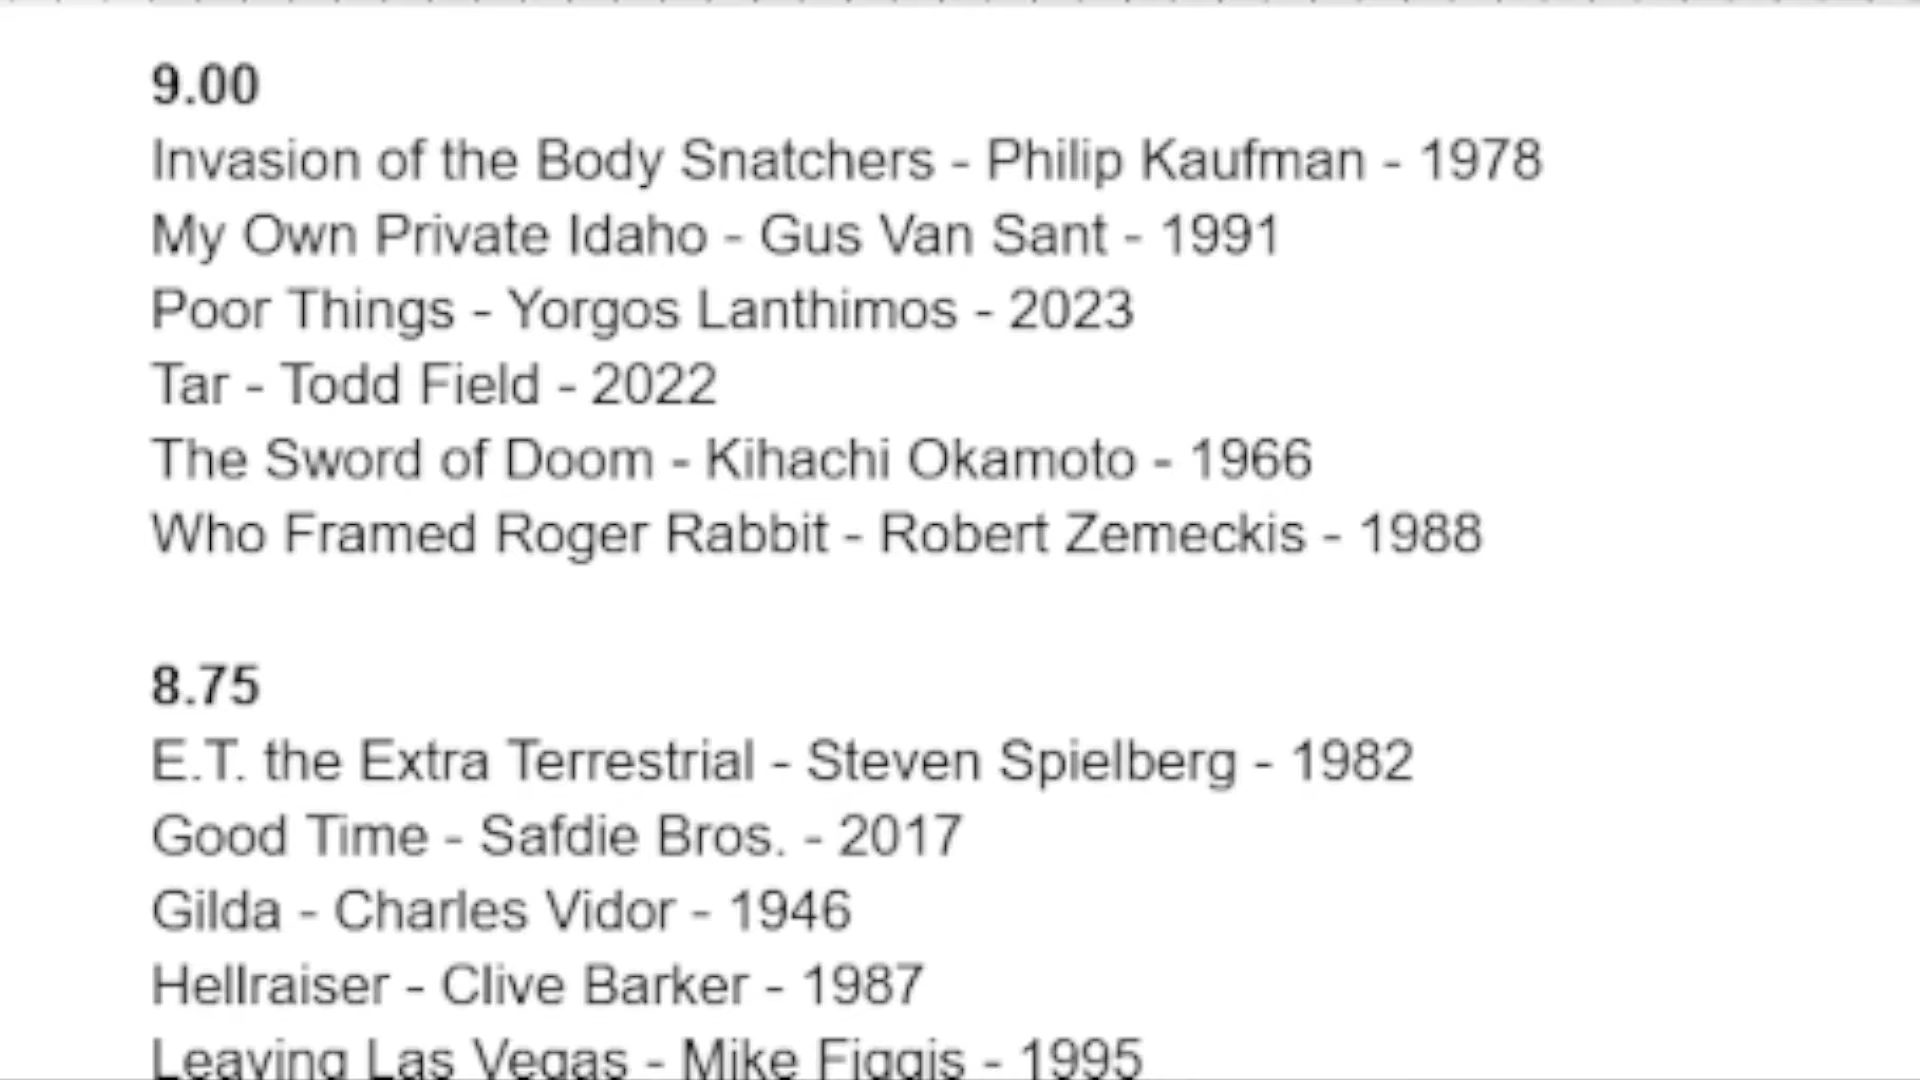 9.00
Invasion of the Body Snatchers - Philip Kaufman - 1978
My Own Private Idaho - Gus Van Sant - 1991
Poor Things - Yorgos Lanthimos - 2023
Tar - Todd Field - 2022
The Sword of Doom - Kihachi Okamoto - 1966
Who Framed Roger Rabbit - Robert Zemeckis - 1988
8.75
E.T. the Extra Terrestrial - Steven Spielberg - 1982
Good Time - Safdie Bros. - 2017
Gilda - Charles Vidor - 1946
Hellraiser - Clive Barker - 1987
Leaving Las Vegas - Mike Figgis - 1995